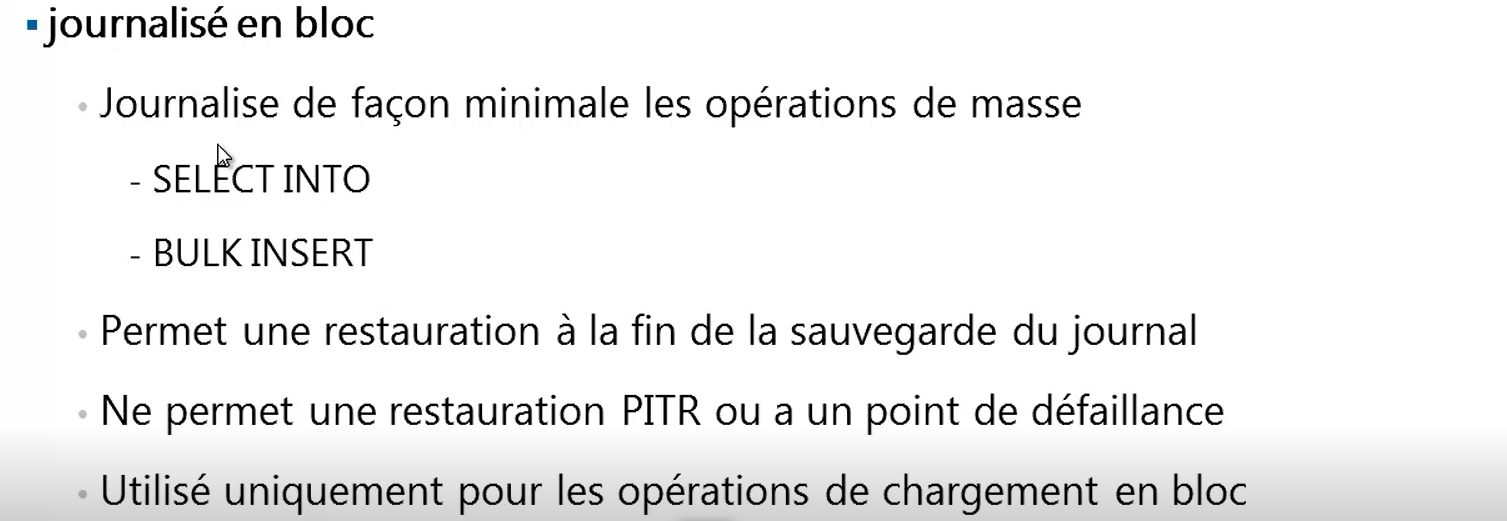 journalisé en bloc
Journalise de façon minimale les opérations de masse
- SELECT INTO
- BULK INSERT
Permet une restauration à la fin de la sauvegarde du journal
Ne permet une restauration PITR ou a un point de défaillance
Utilisé uniquement pour les opérations de chargement en bloc